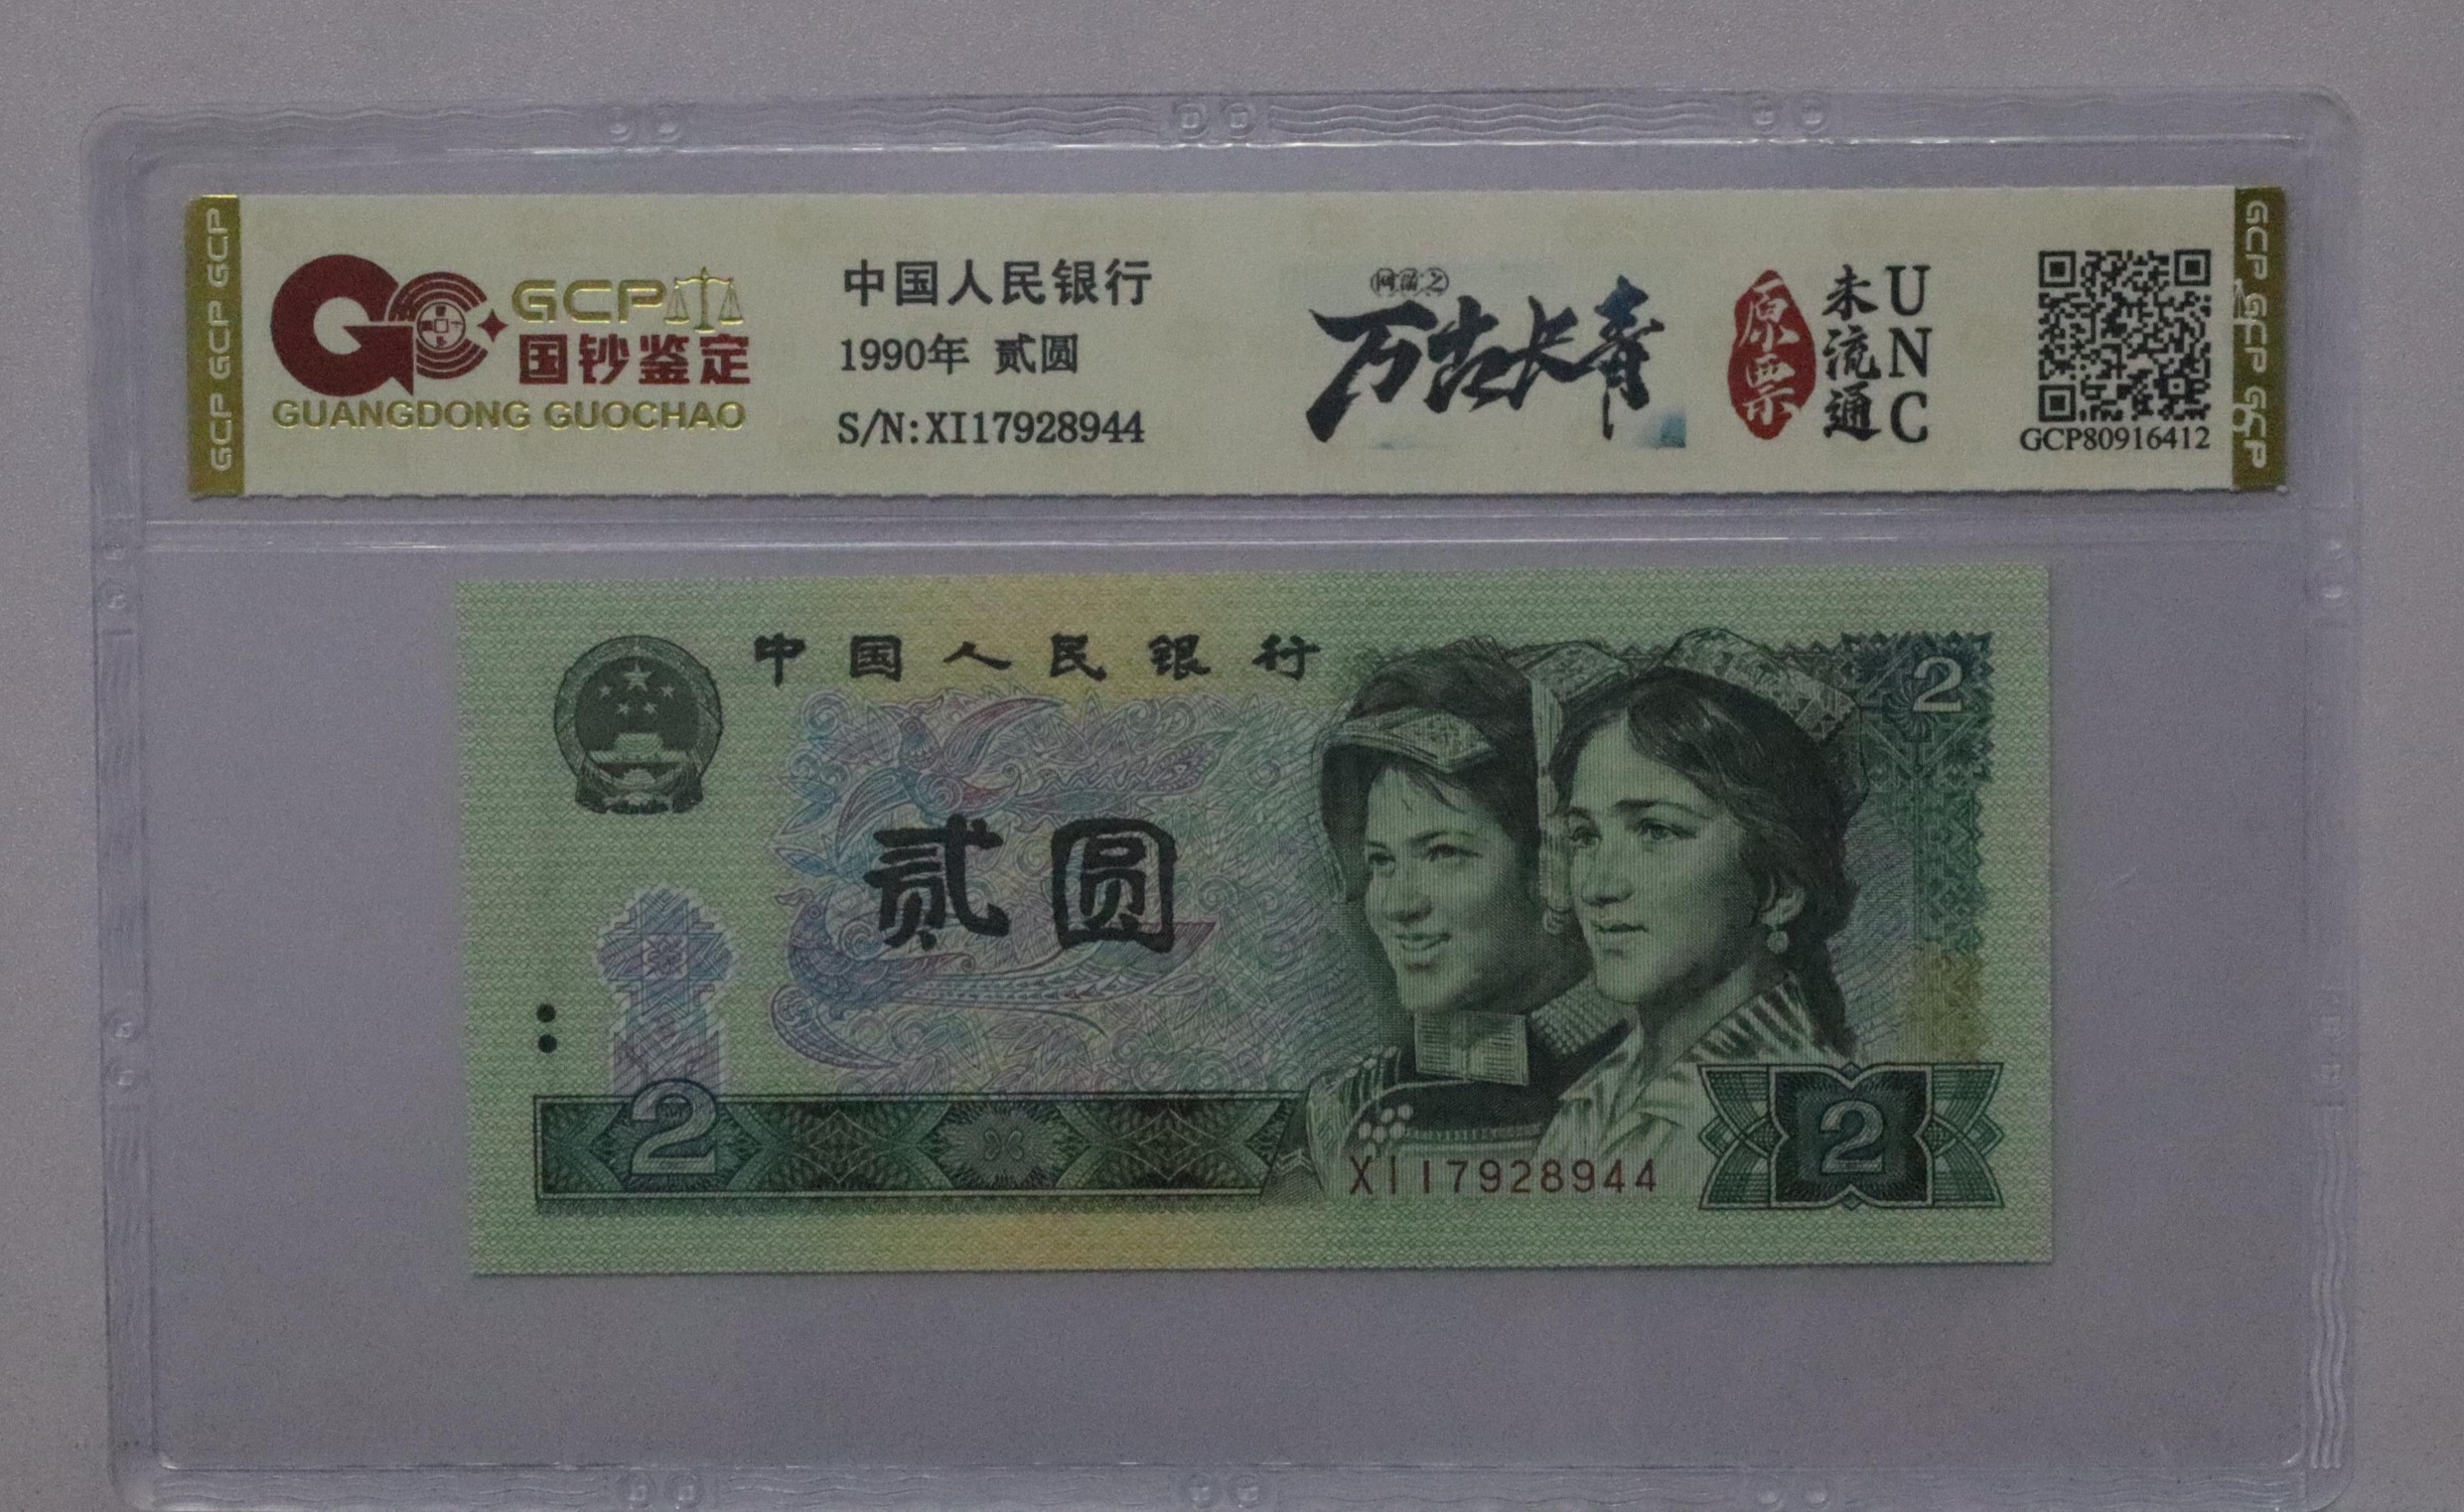 GCP GCP GCP
GCP
国钞鉴定
GUANGDONG GUOCHAO
中国人民银行
1990年 贰圆
S/N:XI17928944
万古长青
原票
未流通
UNC
GCP80916412
GCP GCP GCP
中国人民银行
2
贰圆
2
XI17928944
2